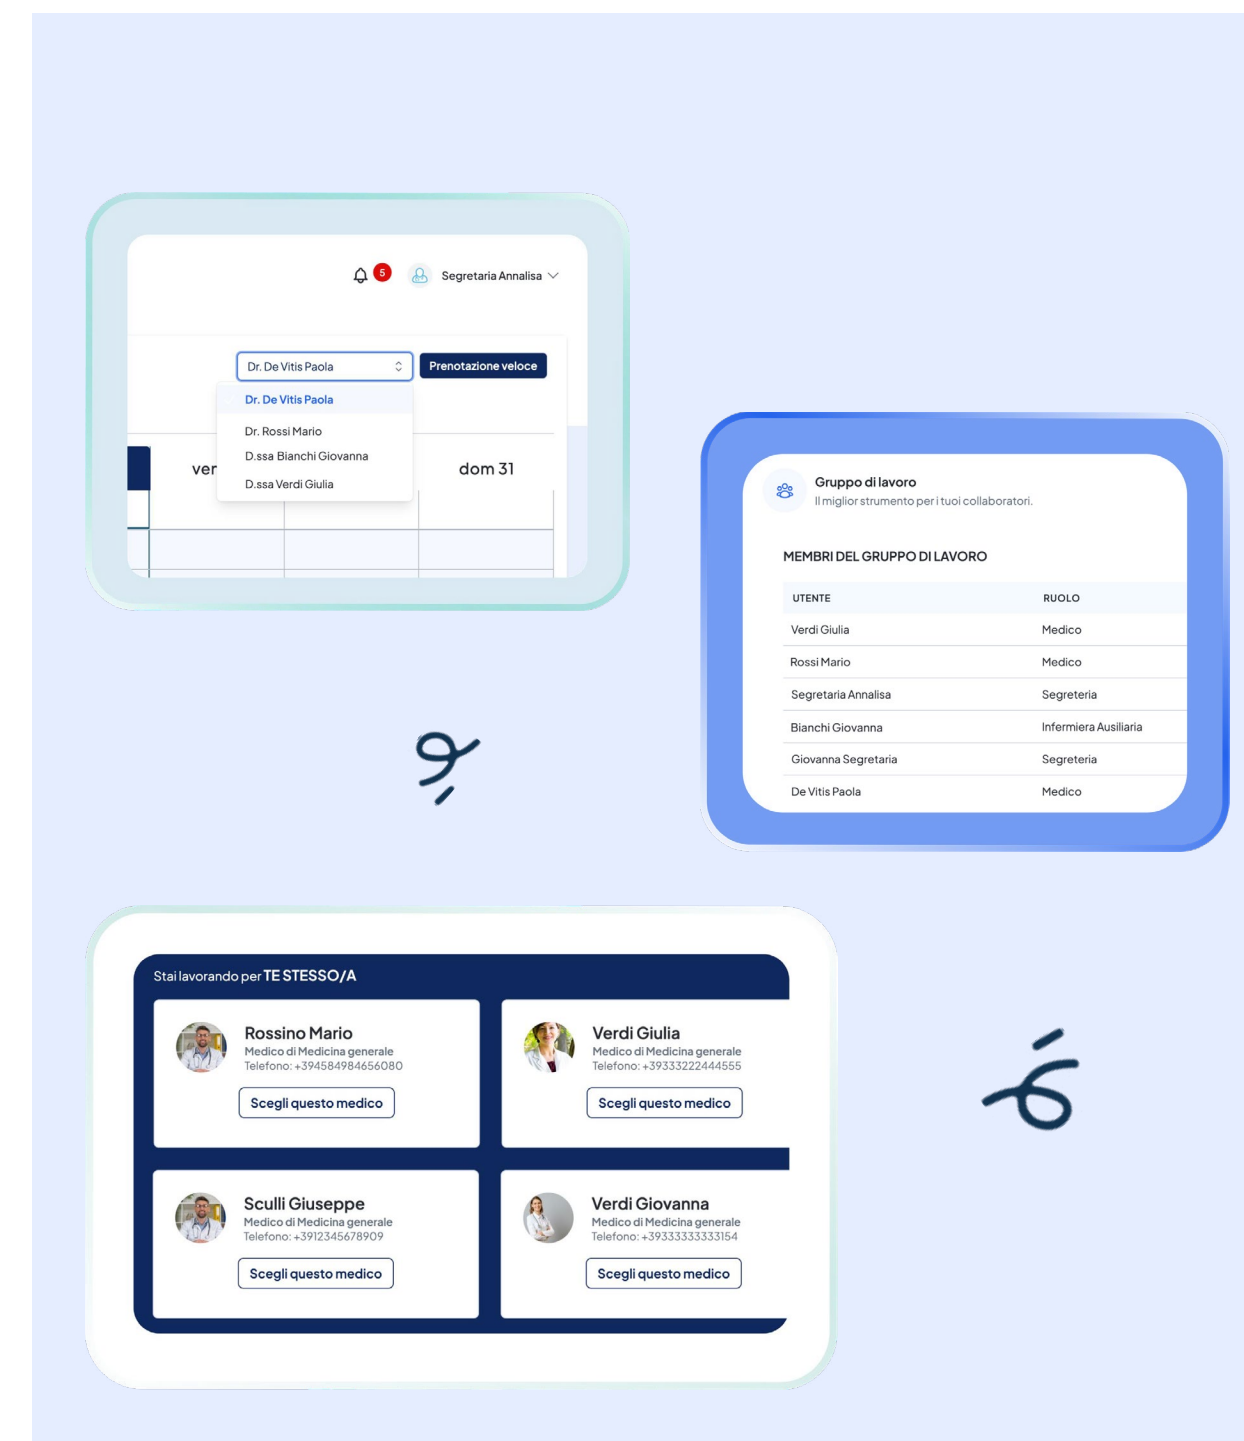 5
Segretaria Annalisa
Dr. De Vitis Paola
Prenotazione veloce
Dr. De Vitis Paola
Dr. Rossi Mario
D.ssa Bianchi Giovanna
D.ssa Verdi Giulia
ver
dom 31
Gruppo di lavoro
Il miglior strumento per i tuoi collaboratori.
MEMBRI DEL GRUPPO DI LAVORO
UTENTE RUOLO
Verdi Giulia Medico
Rossi Mario Medico
Segretaria Annalisa Segreteria
Bianchi Giovanna Infermiera Ausiliaria
Giovanna Segretaria Segreteria
De Vitis Paola Medico
Stai lavorando per TE STESSO/A
Rossino Mario
Medico di Medicina generale
Telefono: +394584984656080
Scegli questo medico
Verdi Giulia
Medico di Medicina generale
Telefono: +39333222444555
Scegli questo medico
Sculli Giuseppe
Medico di Medicina generale
Telefono: +3912345678909
Scegli questo medico
Verdi Giovanna
Medico di Medicina generale
Telefono: +39333333333154
Scegli questo medico